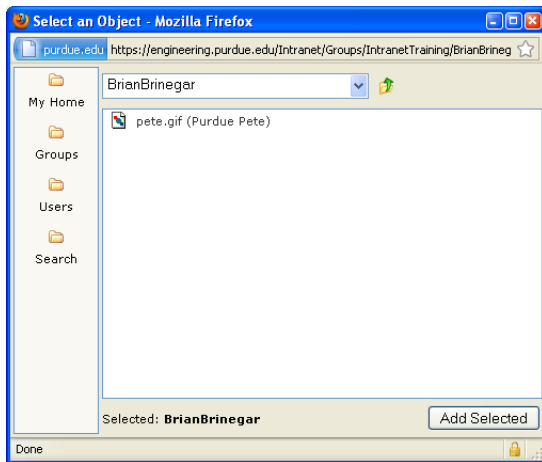 Select an Object - Mozilla Firefox
purdue.edu https://engineering.purdue.edu/Intranet/Groups/IntranetTraining/BrianBrineg
My Home
Groups
Users
Search
BrianBrinegar
pete.gif (Purdue Pete)
Selected: BrianBrinegar
Add Selected
Done